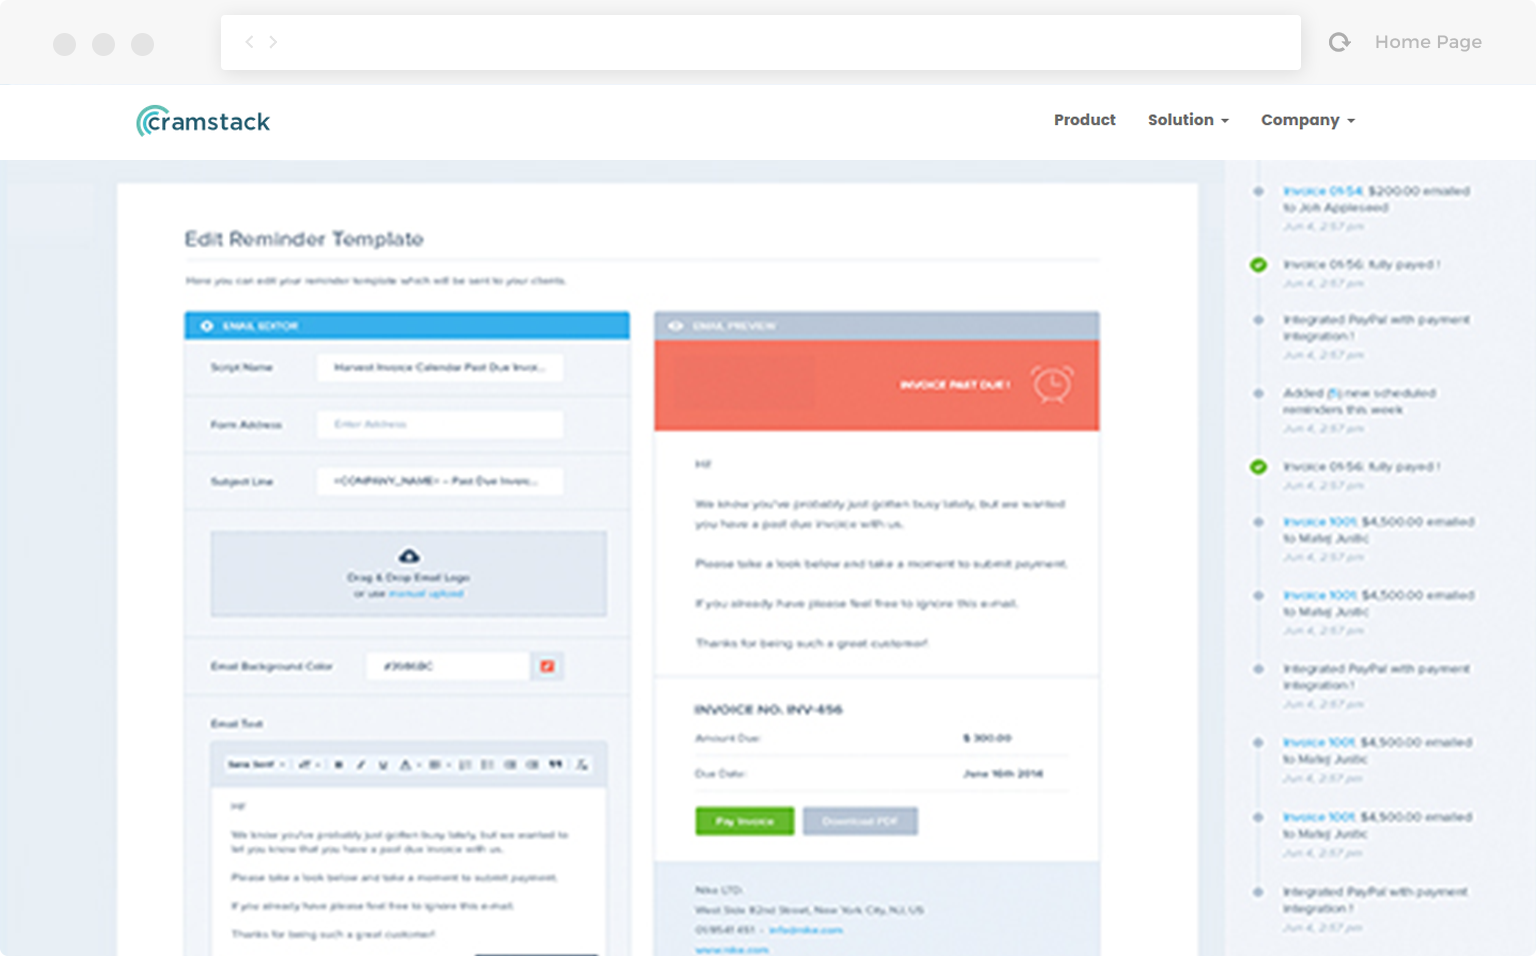 Home Page
cramstack
Product
Solution
Company
Edit Reminder Template
Here you can edit your reminder template which will be sent to your clients.
EMAIL EDITOR
Script Name
Harvest Invoice Calendar Past Due Invoi...
Form Address
Enter Address
Subject Line
<COMPANY_NAME> - Past Due Invoic...
Drag & Drop Email Logo
or use manual upload
Email Background Color
Email Text
Sans Serif
Hi!
We know you've probably just gotten busy lately, but we wanted to
let you know that you have a past due invoice with us.
Please take a look below and take a moment to submit payment.
If you already have please feel free to ignore this e-mail.
Thanks for being such a great customer!
EMAIL PREVIEW
INVOICE PAST DUE!
Hi!
We know you've probably just gotten busy lately, but we wanted
you have a past due invoice with us.
Please take a look below and take a moment to submit payment.
If you already have please feel free to ignore this e-mail.
Thanks for being such a great customer!
INVOICE NO. INV-456
Amount Due: $ 300.00
Due Date: June 16th 2014
Pay Invoice
Download PDF
Nike LTD.
West Side 82nd Street, New York City, NJ, US
info@nike.com
www.nike.com
Invoice 01-54, $200.00 emailed
to Joh Appleseed
Jun 4, 2:57 pm
Invoice 01-56, fully payed !
Jun 4, 2:57 pm
Integrated PayPal with payment
integration !
Jun 4, 2:57 pm
Added (5) new scheduled
reminders this week
Jun 4, 2:57 pm
Invoice 01-56, fully payed !
Jun 4, 2:57 pm
Invoice 1001, $4,500.00 emailed
to Matej Justic
Jun 4, 2:57 pm
Invoice 1001, $4,500.00 emailed
to Matej Justic
Jun 4, 2:57 pm
Integrated PayPal with payment
integration !
Jun 4, 2:57 pm
Invoice 1001, $4,500.00 emailed
to Matej Justic
Jun 4, 2:57 pm
Invoice 1001, $4,500.00 emailed
to Matej Justic
Jun 4, 2:57 pm
Integrated PayPal with payment
integration !
Jun 4, 2:57 pm